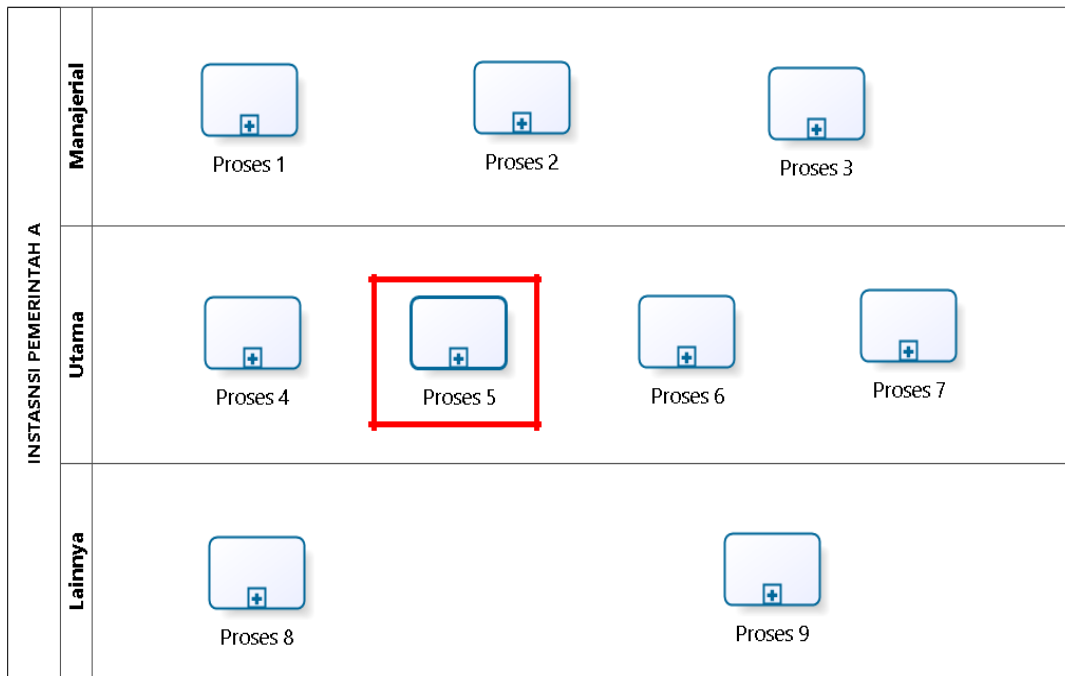 INSTASNSI PEMERINTAH A
Manajerial
Proses 1
Proses 2
Proses 3
Utama
Proses 4
Proses 5
Proses 6
Proses 7
Lainnya
Proses 8
Proses 9